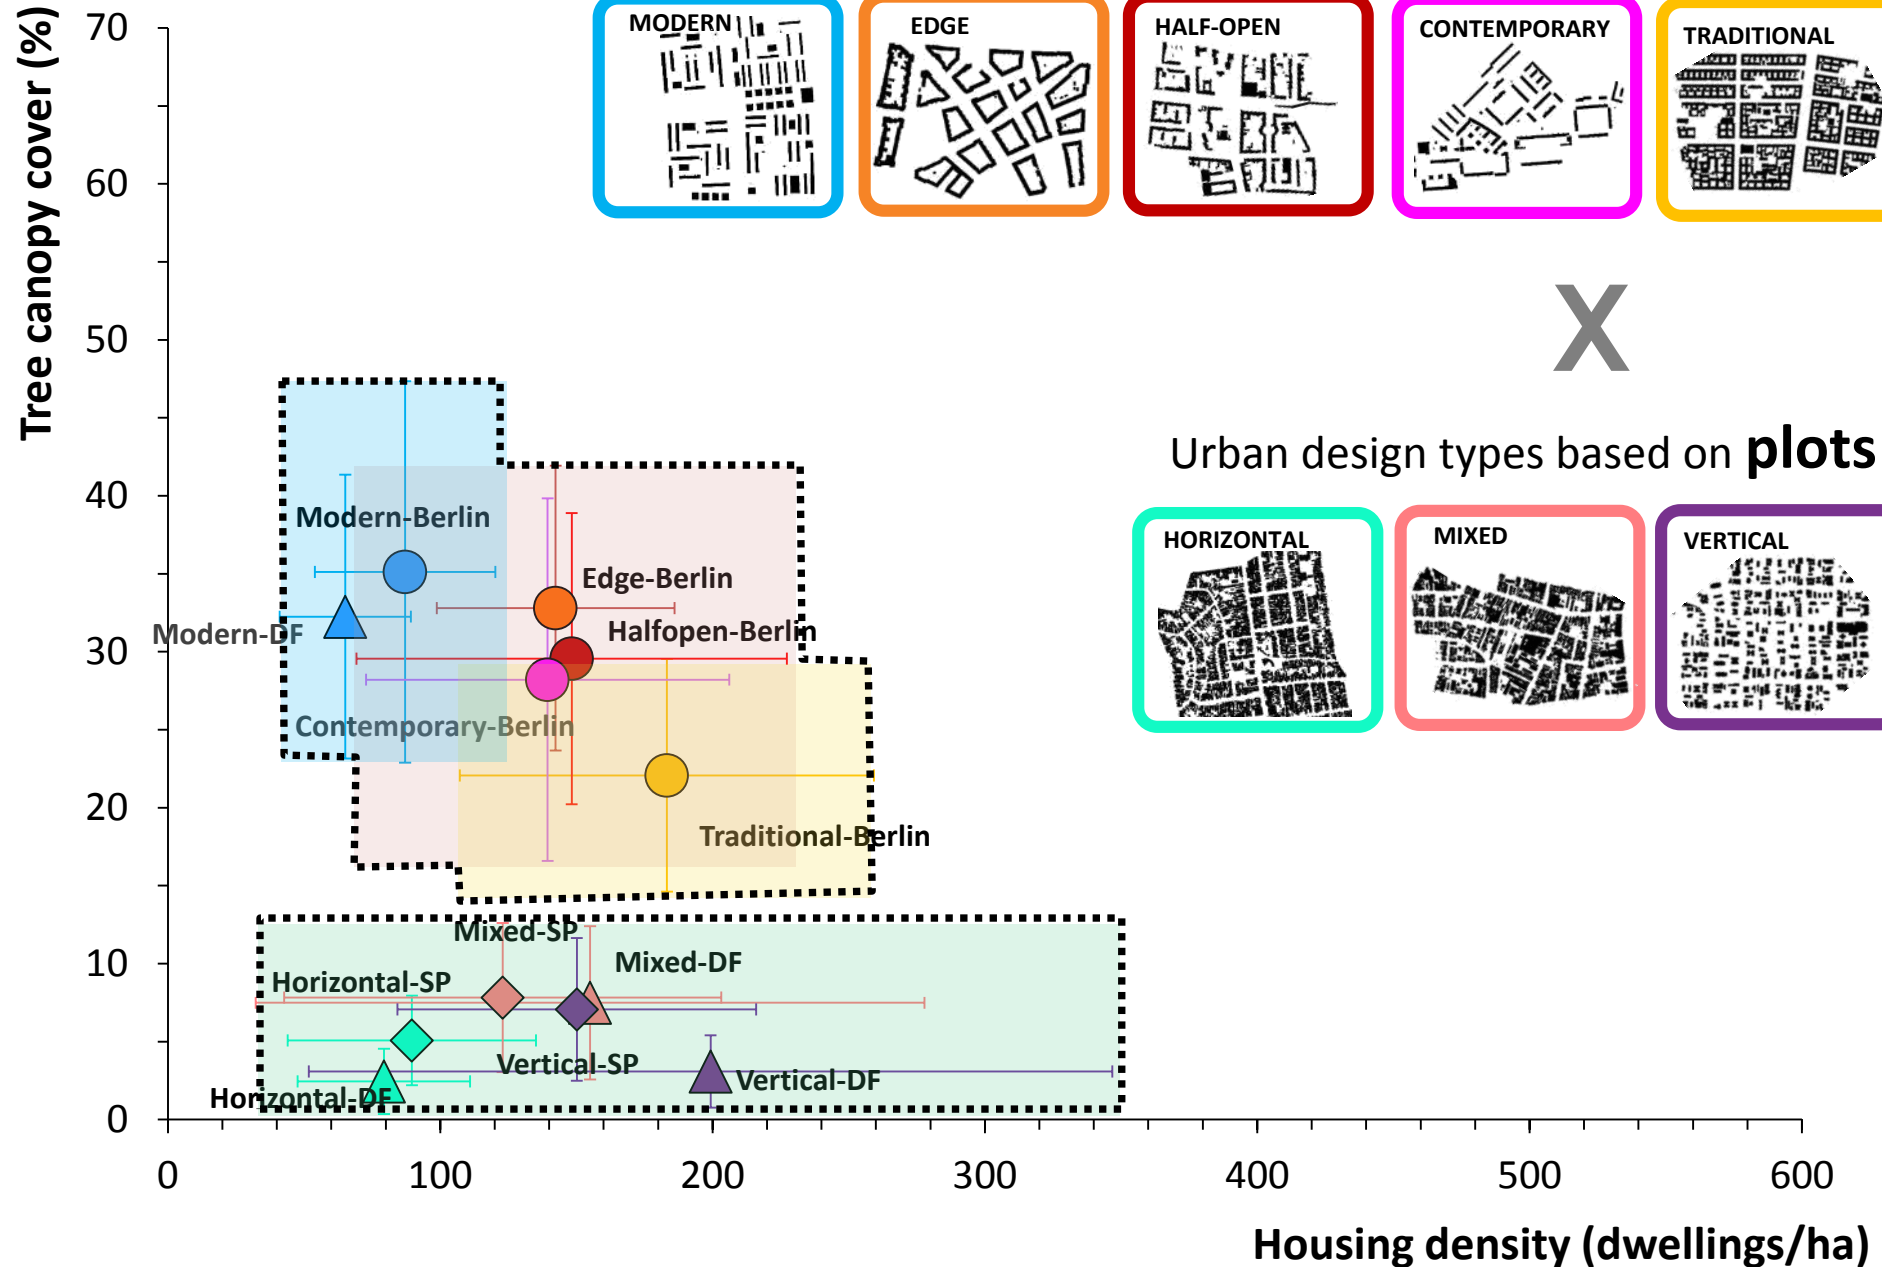 Tree canopy cover (%)
70
60
50
40
30
20
10
0
MODERN
EDGE
HALF-OPEN
CONTEMPORARY
TRADITIONAL
X
Urban design types based on plots
HORIZONTAL
MIXED
VERTICAL
Modern-Berlin
Edge-Berlin
Halfopen-Berlin
Modern-DF
Contemporary-Berlin
Traditional-Berlin
Mixed-SP
Mixed-DF
Horizontal-SP
Vertical-SP
Vertical-DF
Horizontal-DF
0 100 200 300 400 500 600
Housing density (dwellings/ha)